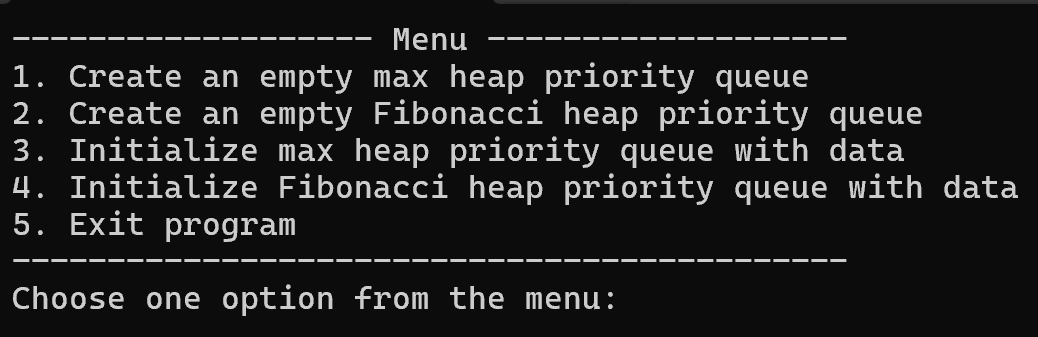 ------------------- Menu -------------------
1. Create an empty max heap priority queue
2. Create an empty Fibonacci heap priority queue
3. Initialize max heap priority queue with data
4. Initialize Fibonacci heap priority queue with data
5. Exit program
--------------------------------------------
Choose one option from the menu: